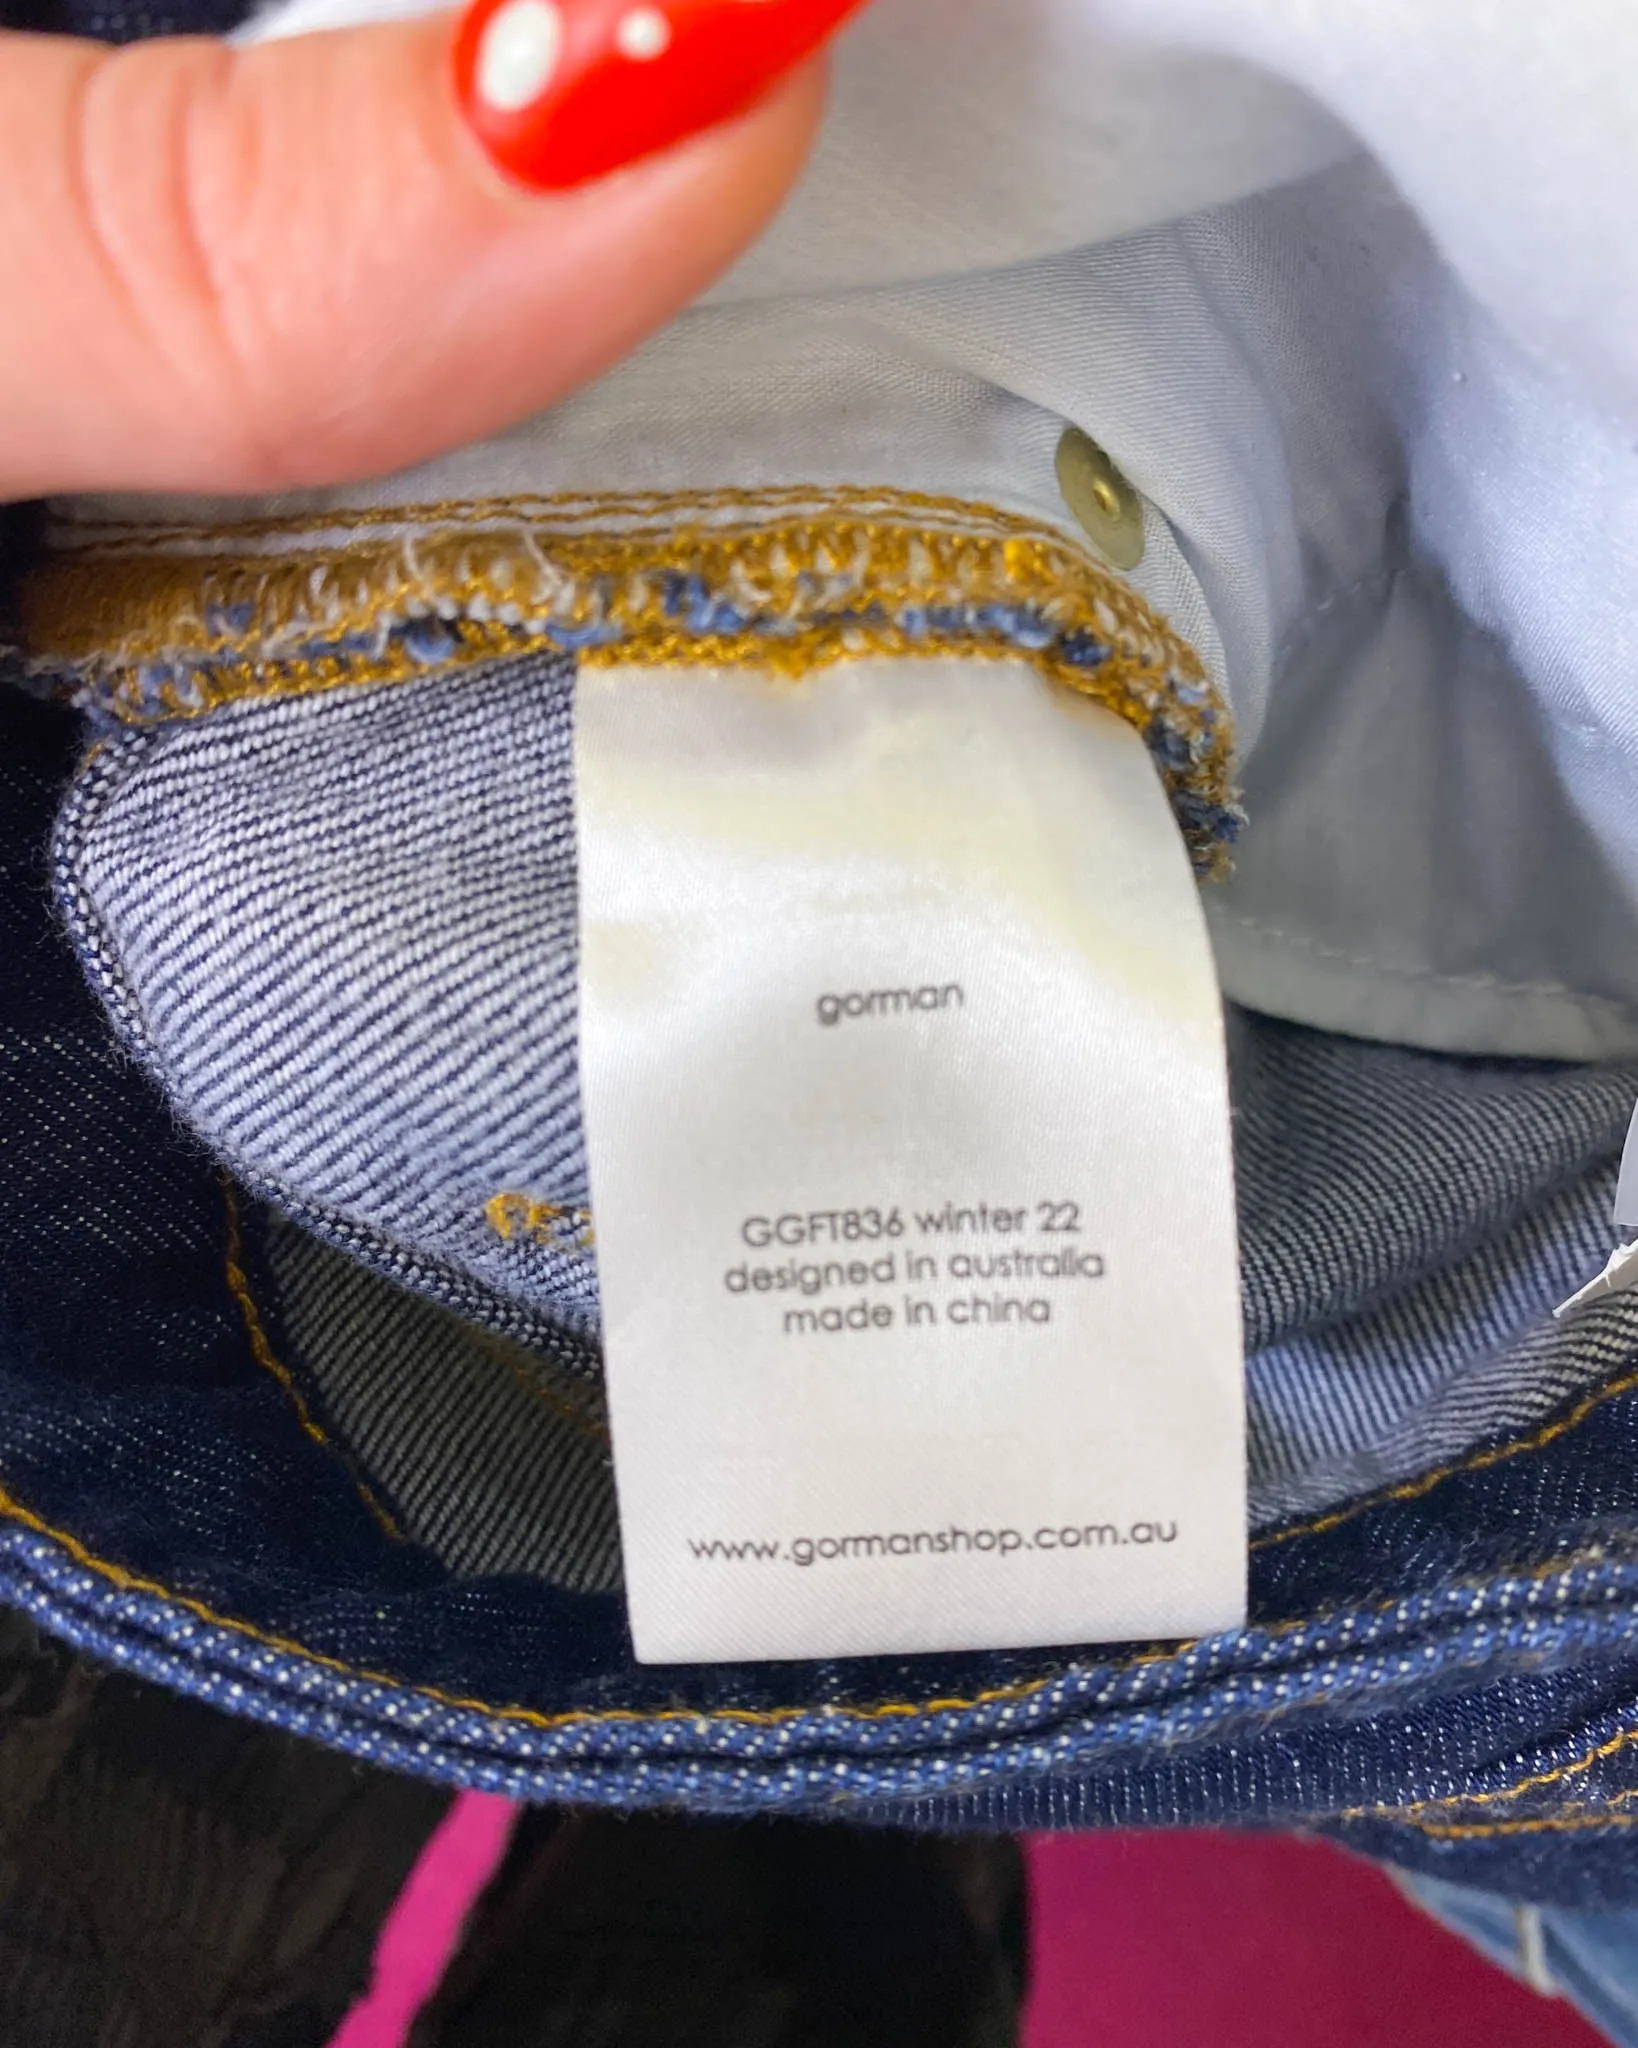 gorman
GGFT836 winter 22
designed in australia
made in china
www.gormanshop.com.au